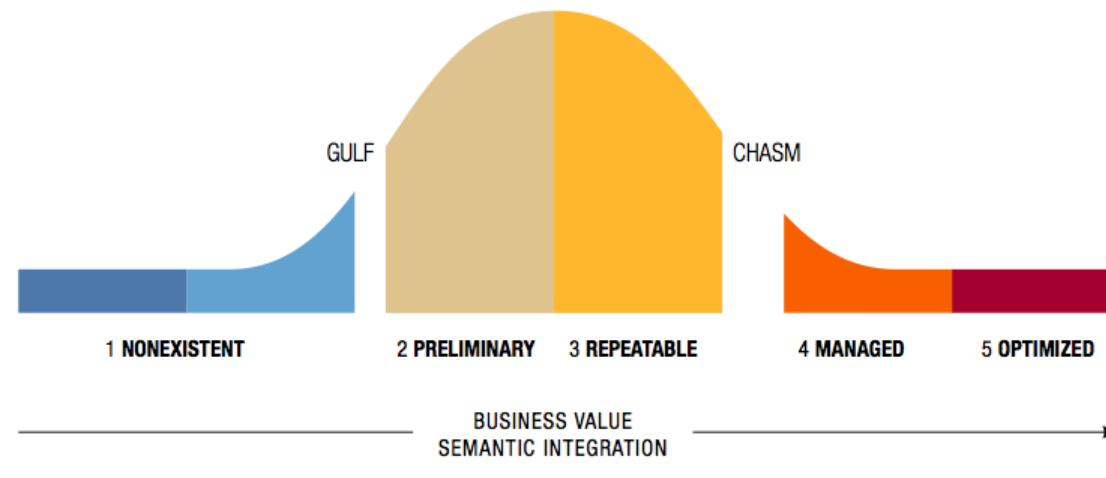 GULF
CHASM
1 NONEXISTENT
2 PRELIMINARY
3 REPEATABLE
4 MANAGED
5 OPTIMIZED
BUSINESS VALUE
SEMANTIC INTEGRATION